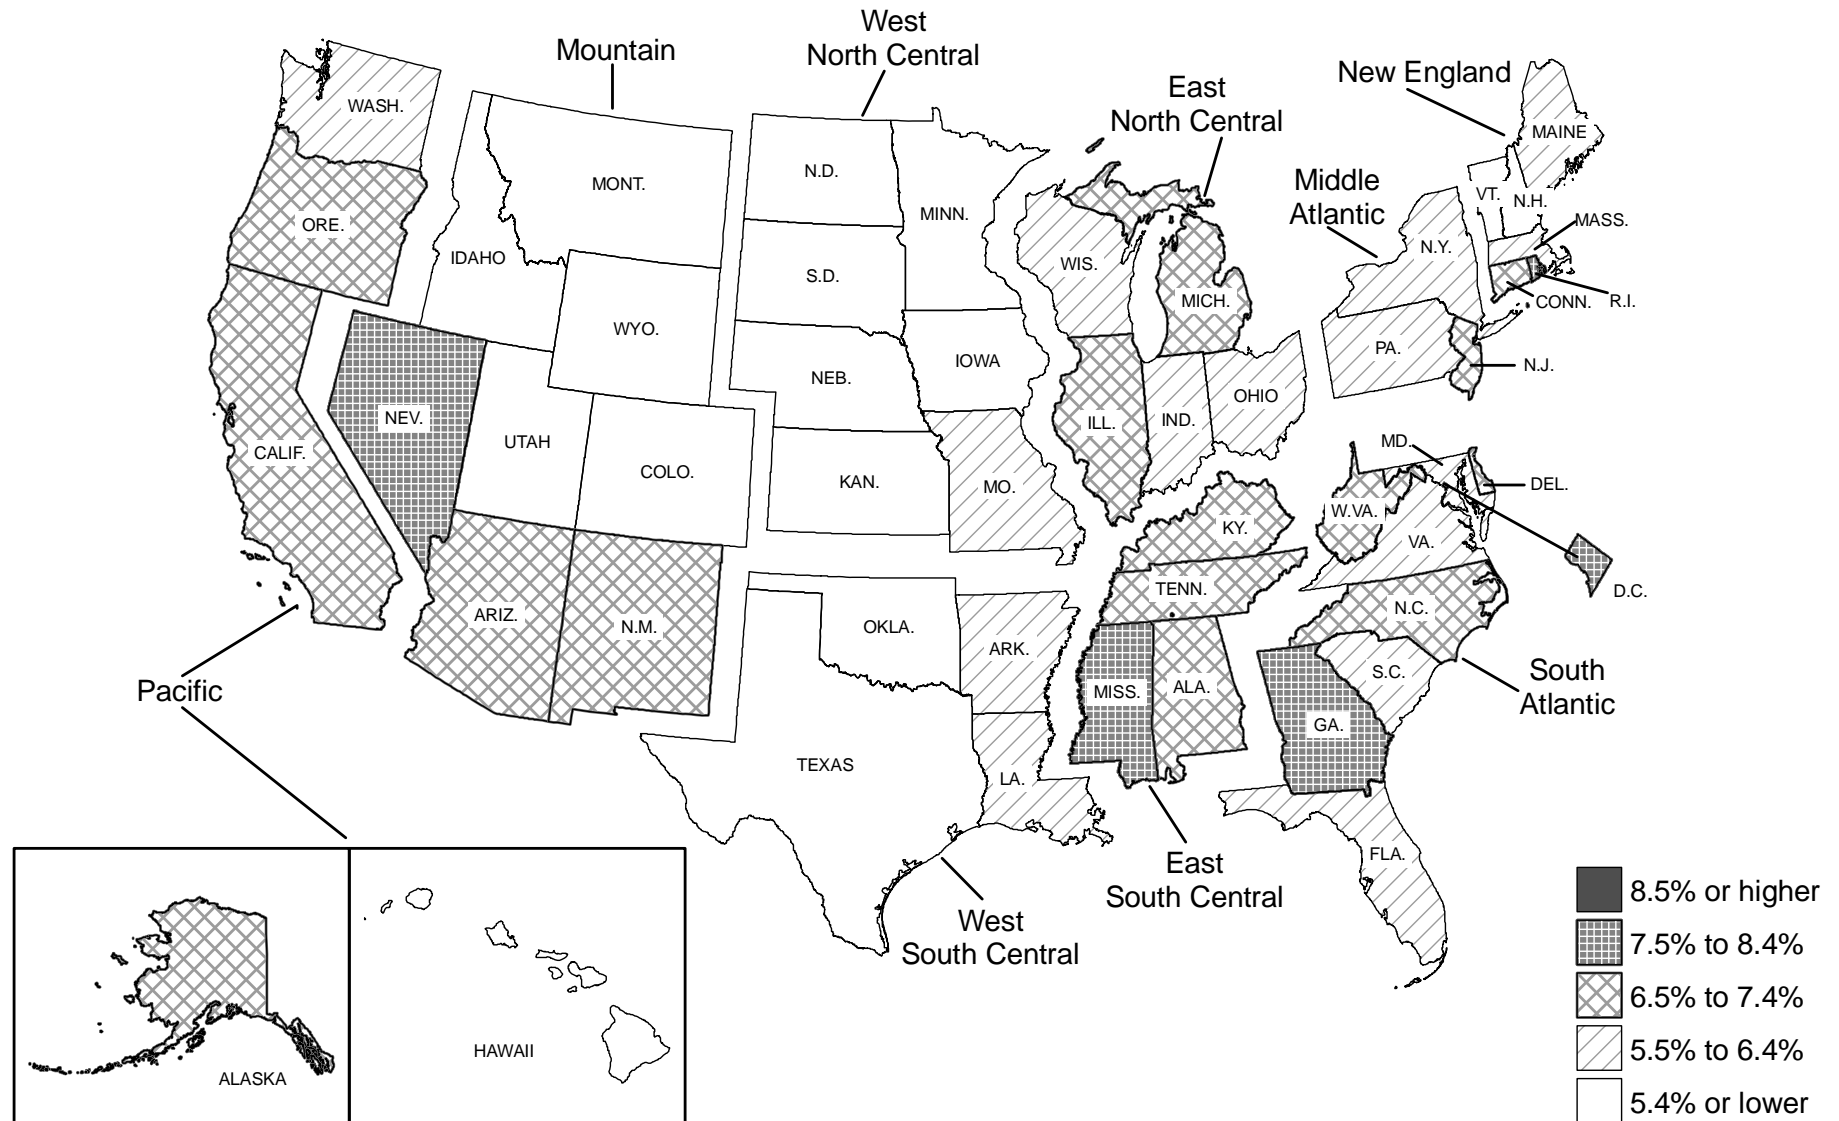 West
North Central
Mountain
New England
East
North Central
WASH.
MAINE
N.D.
MONT.
Middle
Atlantic
VT.
N.H.
MINN.
ORE.
MASS.
N.Y.
IDAHO
WIS.
S.D.
MICH.
CONN.
R.I.
WYO.
PA.
IOWA
N.J.
NEB.
OHIO
NEV.
IND.
ILL.
UTAH
MD.
CALIF.
COLO.
KAN.
MO.
DEL.
W.VA.
KY.
VA.
TENN.
D.C.
N.C.
ARIZ.
N.M.
OKLA.
ARK.
S.C.
South
Atlantic
Pacific
MISS.
ALA.
GA.
TEXAS
LA.
FLA.
East
South Central
West
South Central
HAWAII
ALASKA
8.5% or higher
7.5% to 8.4%
6.5% to 7.4%
5.5% to 6.4%
5.4% or lower